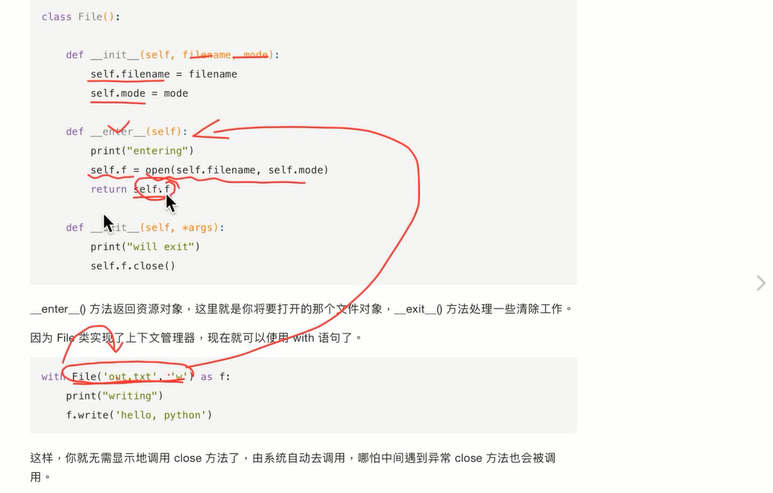 class File():
def __init__(self, filename, mode):
self.filename = filename
self.mode = mode
def __enter__(self):
print("entering")
self.f = open(self.filename, self.mode)
return self.f
def __exit__(self, *args):
print("will exit")
self.f.close()
__enter__() 方法返回资源对象，这里就是你将要打开的那个文件对象，__exit__() 方法处理一些清除工作。
因为 File 类实现了上下文管理器，现在就可以使用 with 语句了。
with File('out.txt', 'w') as f:
print("writing")
f.write('hello, python')
这样，你就无需显示地调用 close 方法了，由系统自动去调用，哪怕中间遇到异常 close 方法也会被调
用。